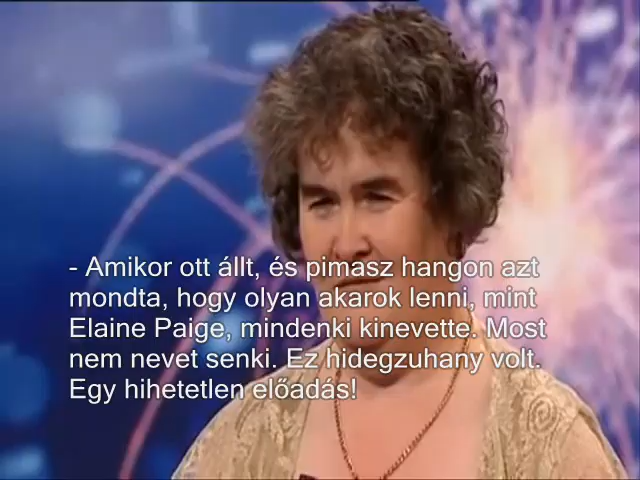 - Amikor ott állt, és pimasz hangon azt
mondta, hogy olyan akarok lenni, mint
Elaine Paige, mindenki kinevette. Most
nem nevet senki. Ez hidegzuhany volt.
Egy hihetetlen előadás!